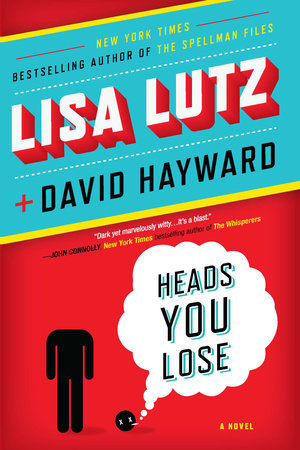 NEW YORK TIMES
BESTSELLING AUTHOR OF THE SPELLMAN FILES
LISA LUTZ
+ DAVID HAYWARD
"Dark yet marvelously witty...it's a blast."
—JOHN CONNOLLY, New York Times bestselling author of The Whisperers
HEADS
YOU
LOSE
A NOVEL